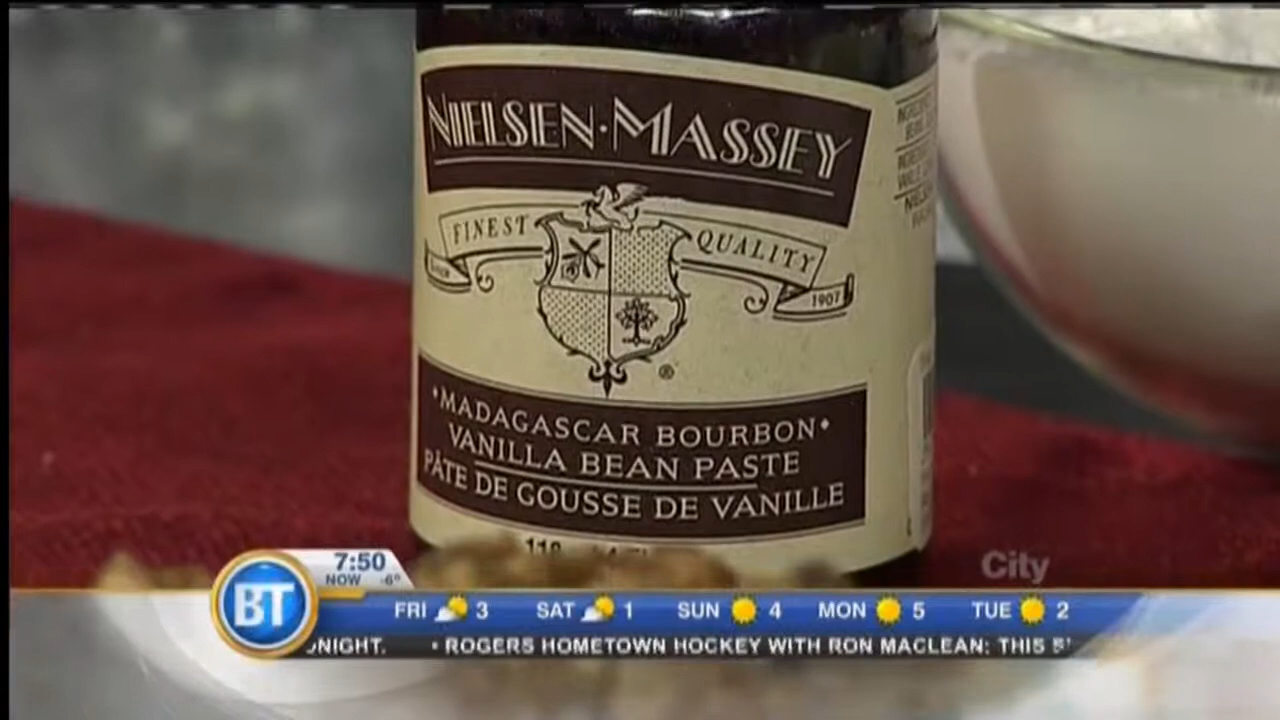 NIELSEN·MASSEY
FINEST QUALITY
1907
®
•MADAGASCAR BOURBON•
VANILLA BEAN PASTE
PÂTE DE GOUSSE DE VANILLE
City
7:50
NOW -6°
BT
FRI 3 SAT 1 SUN 4 MON 5 TUE 2
ONIGHT. • ROGERS HOMETOWN HOCKEY WITH RON MACLEAN: THIS